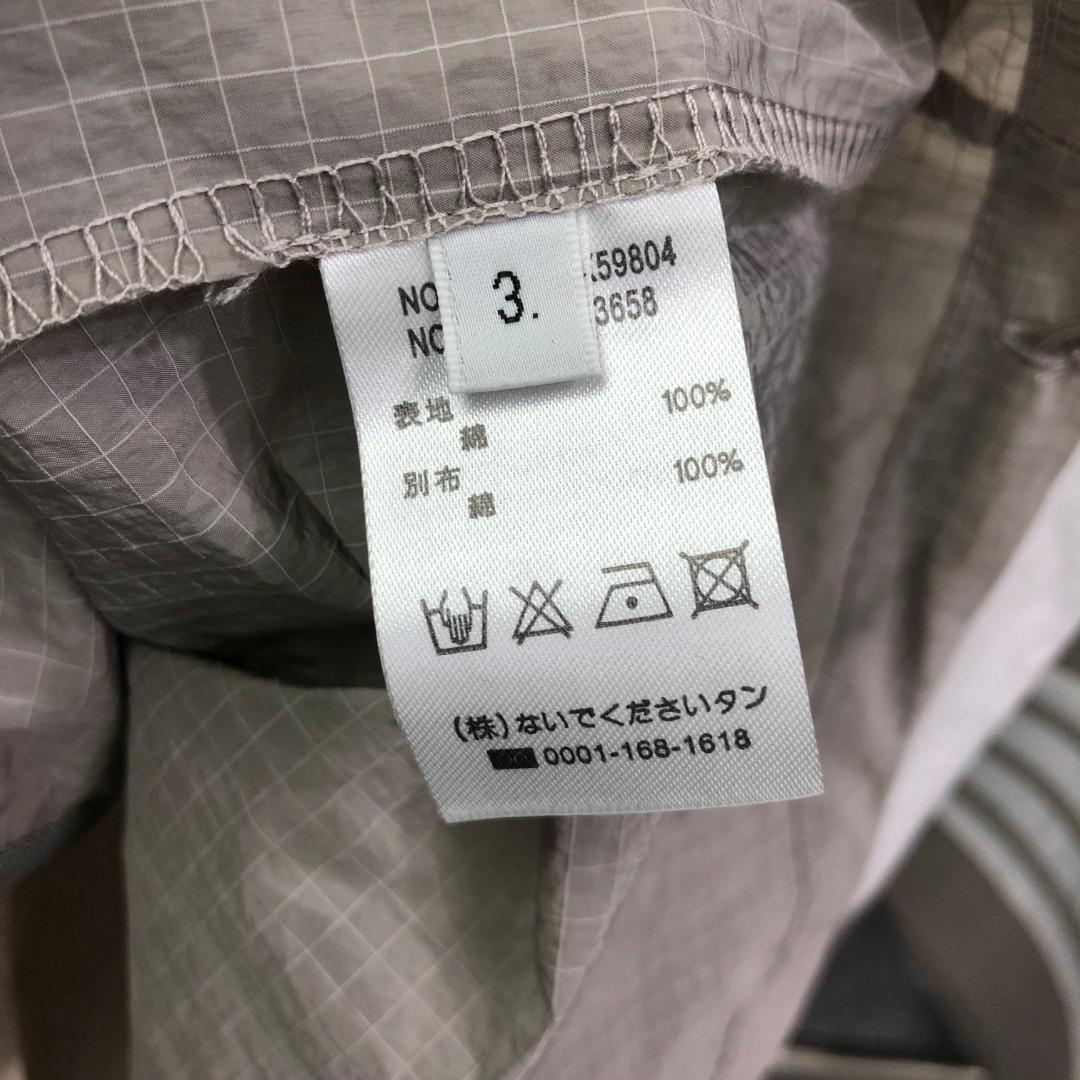 3.
NO K59804
NO 3658
表地
綿 100%
別布
綿 100%
(株)ないでくださいタン
0001-168-1618